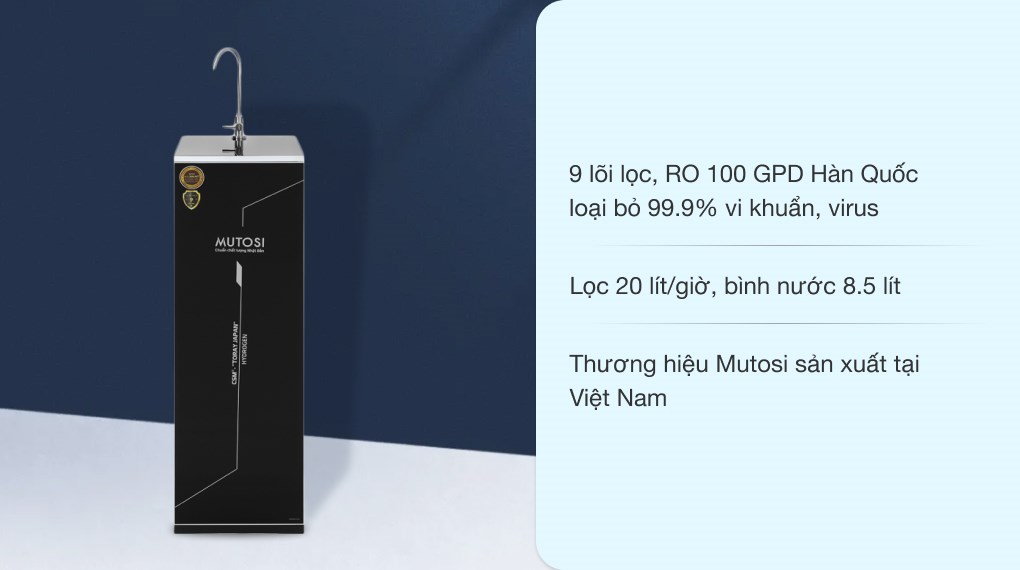 MUTOSI
Chuẩn chất lượng Nhật Bản
CSM®, "TORAY JAPAN"
HYDROGEN
9 lõi lọc, RO 100 GPD Hàn Quốc
loại bỏ 99.9% vi khuẩn, virus
Lọc 20 lít/giờ, bình nước 8.5 lít
Thương hiệu Mutosi sản xuất tại
Việt Nam